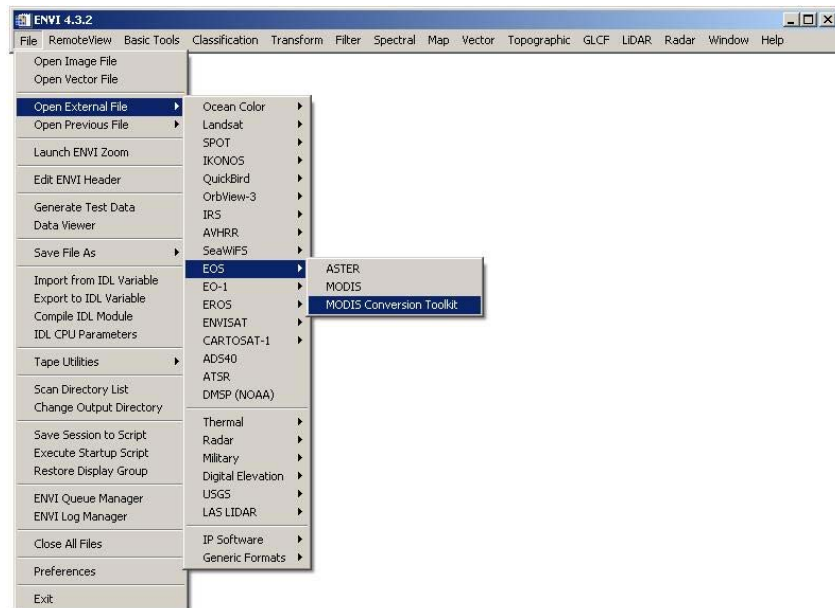 ENVI 4.3.2
File RemoteView Basic Tools Classification Transform Filter Spectral Map Vector Topographic GLCF LiDAR Radar Window Help
Open Image File
Open Vector File
Open External File
Open Previous File
Launch ENVI Zoom
Edit ENVI Header
Generate Test Data
Data Viewer
Save File As
Import from IDL Variable
Export to IDL Variable
Compile IDL Module
IDL CPU Parameters
Tape Utilities
Scan Directory List
Change Output Directory
Save Session to Script
Execute Startup Script
Restore Display Group
ENVI Queue Manager
ENVI Log Manager
Close All Files
Preferences
Exit
Ocean Color
Landsat
SPOT
IKONOS
QuickBird
OrbView-3
IRS
AVHRR
SeaWiFS
EOS
EO-1
EROS
ENVISAT
CARTOSAT-1
ADS40
ATSR
DMSP (NOAA)
Thermal
Radar
Military
Digital Elevation
USGS
LAS LIDAR
IP Software
Generic Formats
ASTER
MODIS
MODIS Conversion Toolkit